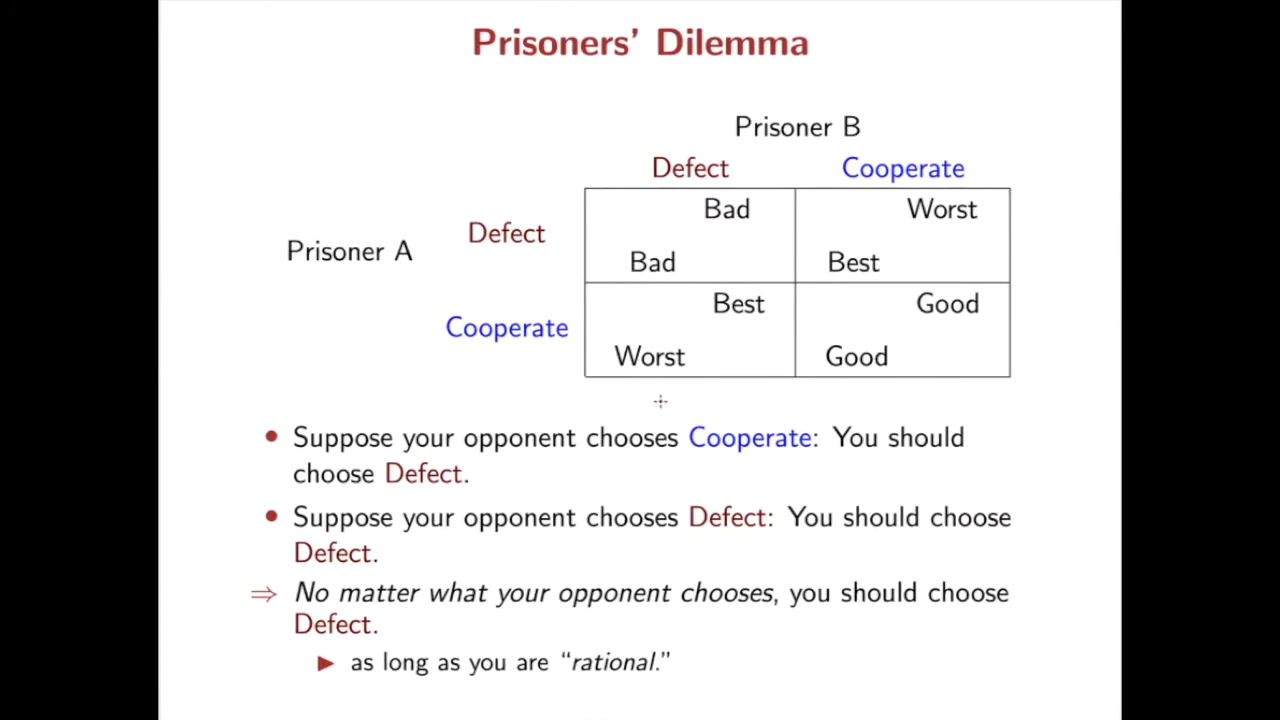 Prisoners' Dilemma
Prisoner B
Defect Cooperate
Bad Worst
Defect
Prisoner A
Bad Best
Best Good
Cooperate
Worst Good
• Suppose your opponent chooses Cooperate: You should
choose Defect.
• Suppose your opponent chooses Defect: You should choose
Defect.
⇒ No matter what your opponent chooses, you should choose
Defect.
▶ as long as you are “rational.”